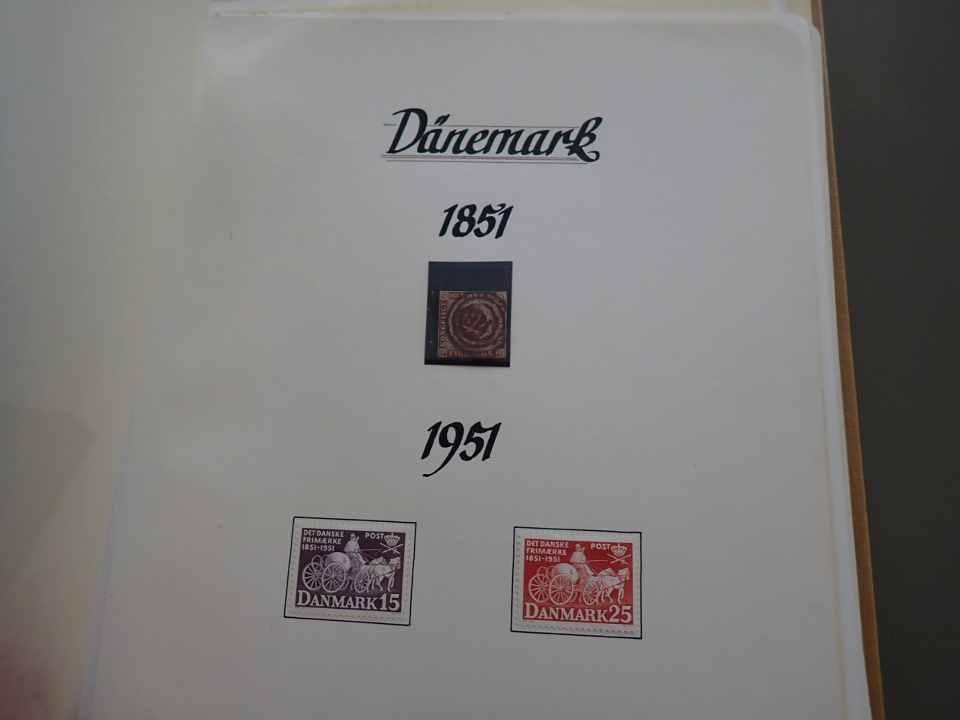 Dänemark
1851
KONGELIGT
1951
DET DANSKE
FRIMÆRKE
1851-1951
POST
DANMARK 15
DET DANSKE
FRIMÆRKE
1851-1951
POST
DANMARK 25